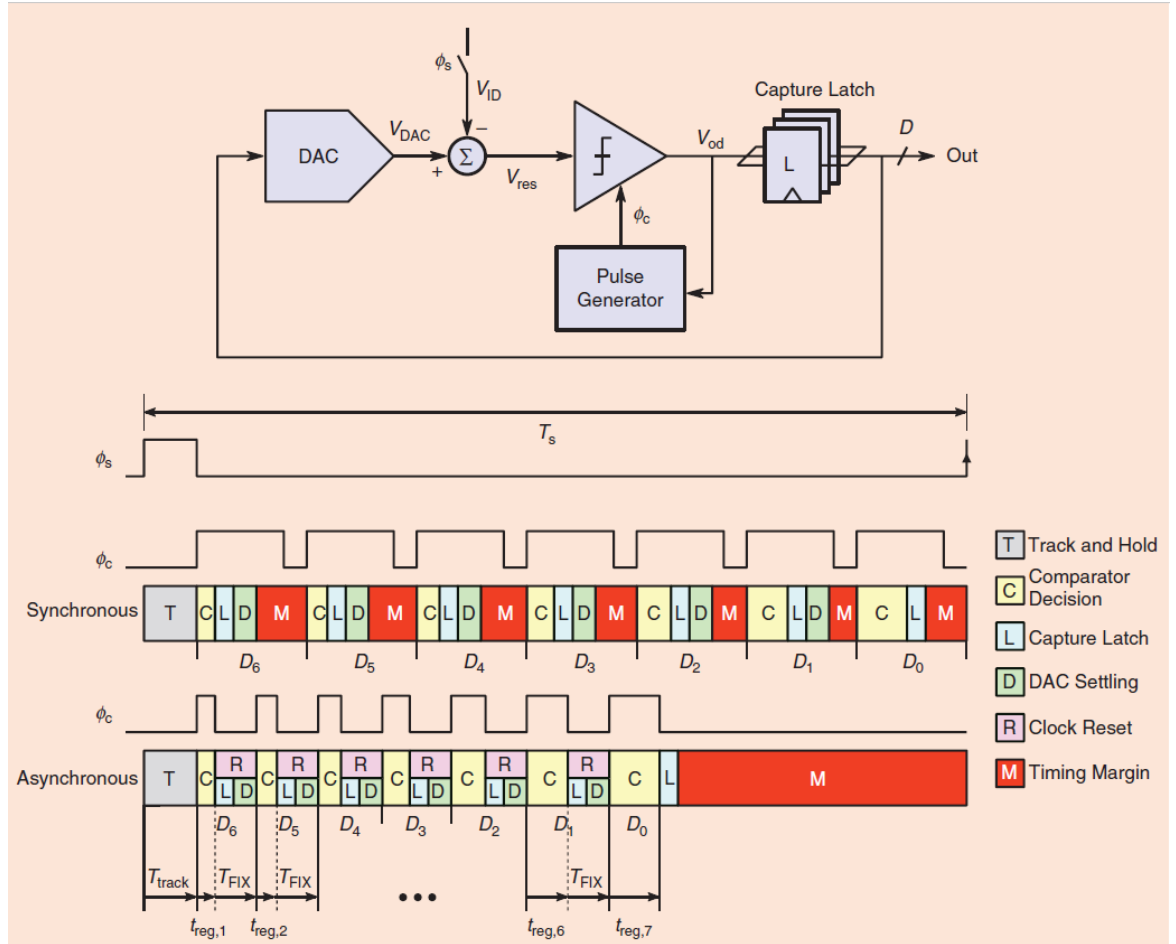 ϕs
VID
Capture Latch
DAC
VDAC
−
+
Σ
Vres
Vod
L
D
Out
ϕc
Pulse
Generator
Ts
ϕs
ϕc
Synchronous
T C L D M C L D M C L D M C L D M C L D M C L D M C L M
D6 D5 D4 D3 D2 D1 D0
ϕc
Asynchronous
T C R L D C R L D C R L D C R L D C R L D C R L D C L M
D6 D5 D4 D3 D2 D1 D0
Ttrack TFIX TFIX ••• TFIX
treg,1 treg,2 treg,6 treg,7
T Track and Hold
C Comparator
Decision
L Capture Latch
D DAC Settling
R Clock Reset
M Timing Margin